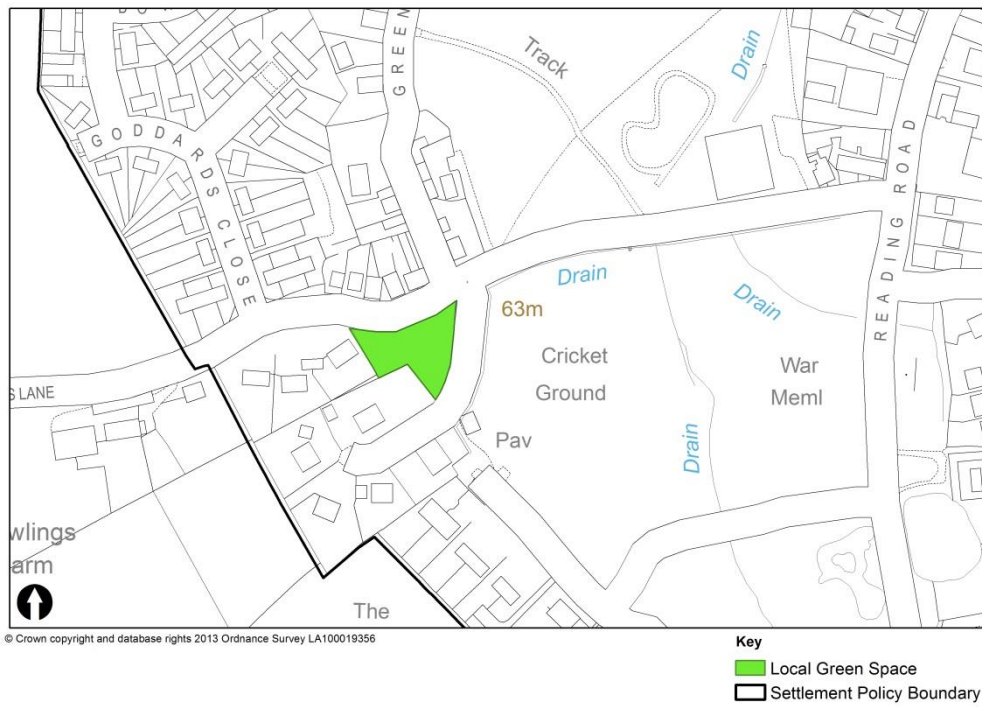 GREEN
Track
Drain
GODDARDS CLOSE
READING ROAD
Drain
63m
Drain
Cricket
Ground
War
Meml
S LANE
Pav
Drain
wlings
arm
The
© Crown copyright and database rights 2013 Ordnance Survey LA100019356
Key
Local Green Space
Settlement Policy Boundary